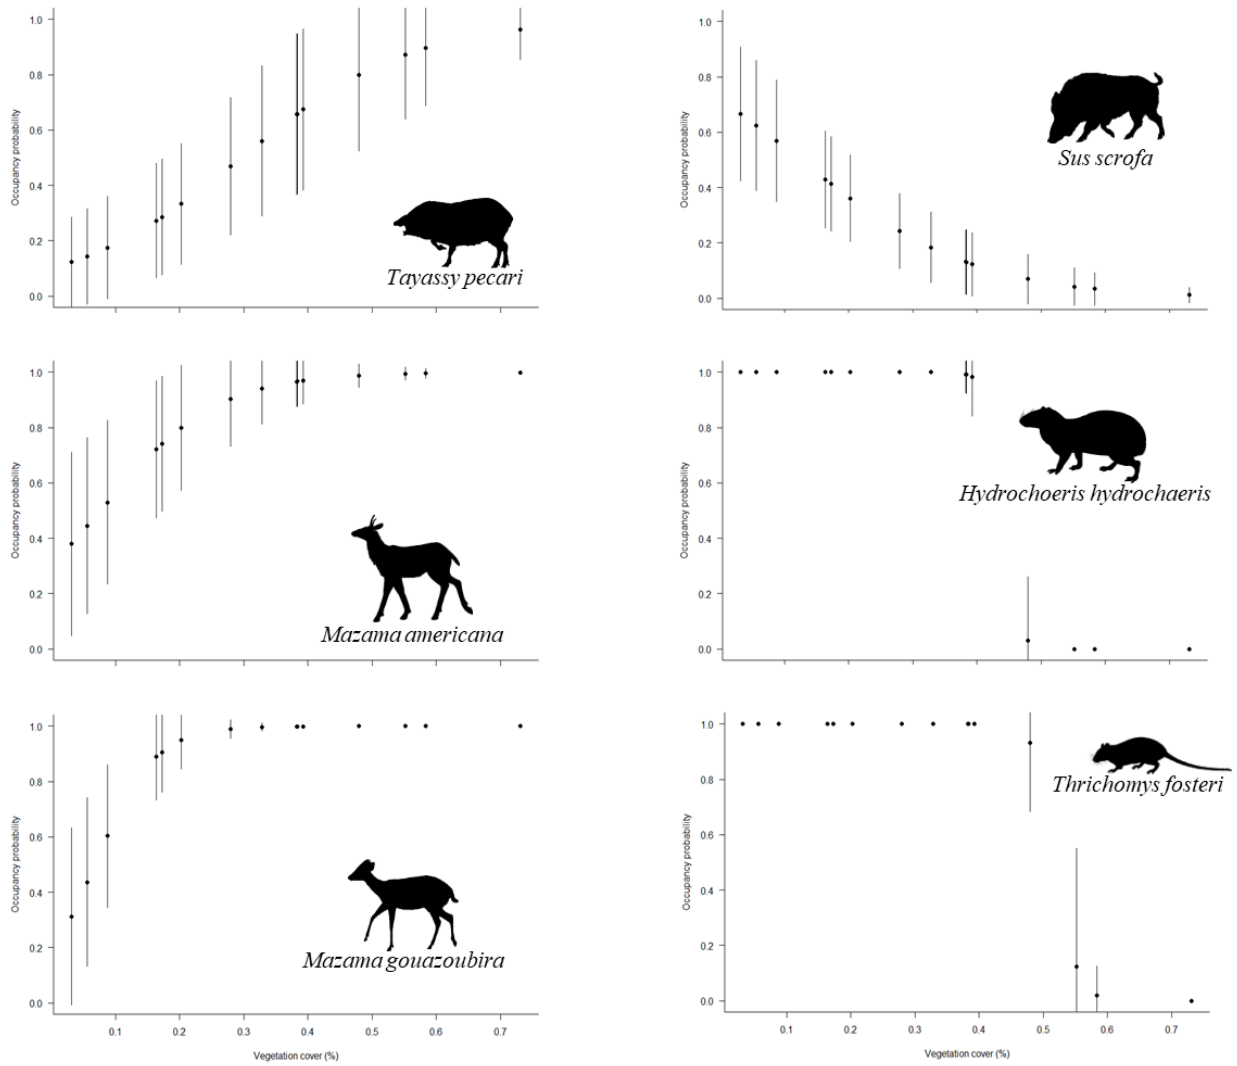 1.0
0.8
0.6
0.4
0.2
0.0
Occupancy probability
Tayassy pecari
1.0
0.8
0.6
0.4
0.2
0.0
Occupancy probability
Sus scrofa
1.0
0.8
0.6
0.4
0.2
0.0
Occupancy probability
Mazama americana
1.0
0.8
0.6
0.4
0.2
0.0
Occupancy probability
Hydrochoeris hydrochaeris
1.0
0.8
0.6
0.4
0.2
0.0
Occupancy probability
Mazama gouazoubira
0.1 0.2 0.3 0.4 0.5 0.6 0.7
Vegetation cover (%)
1.0
0.8
0.6
0.4
0.2
0.0
Occupancy probability
Thrichomys fosteri
0.1 0.2 0.3 0.4 0.5 0.6 0.7
Vegetation cover (%)